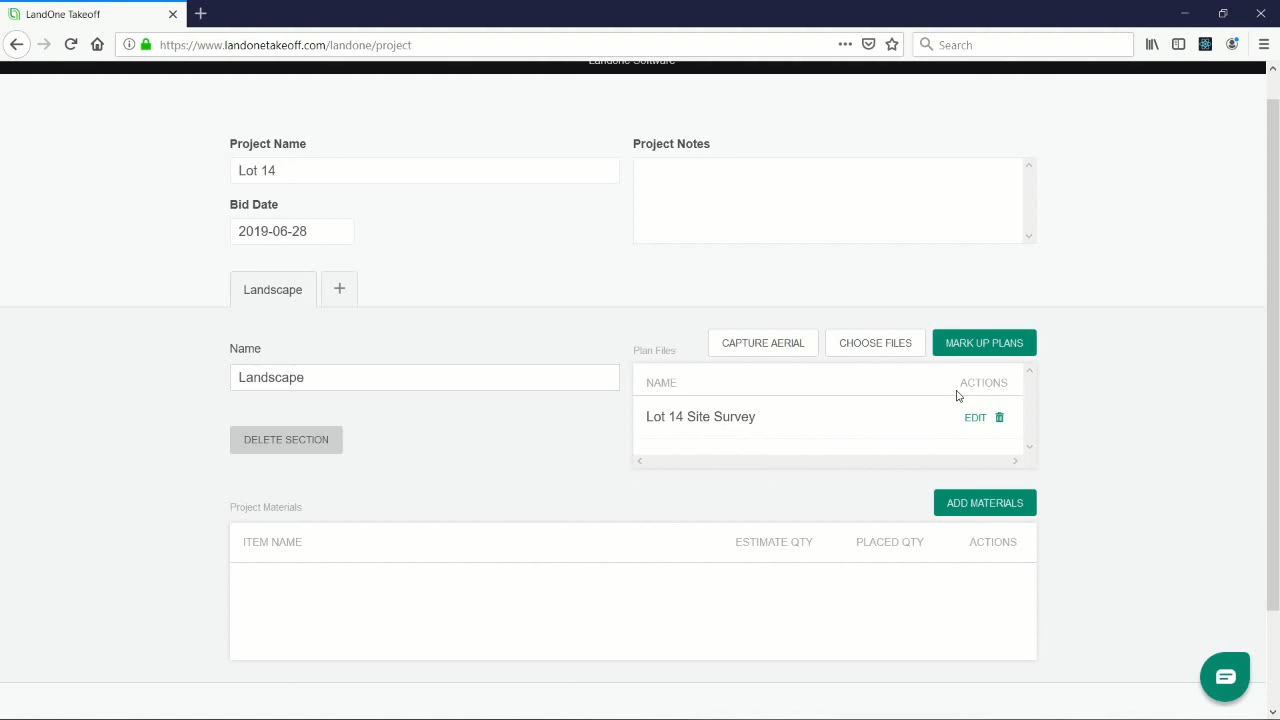 LandOne Takeoff
https://www.landonetakeoff.com/landone/project
Search
LandOne Software
Project Name
Project Notes
Lot 14
Bid Date
2019-06-28
Landscape
Name
Plan Files
CAPTURE AERIAL
CHOOSE FILES
MARK UP PLANS
Landscape
NAME
ACTIONS
Lot 14 Site Survey
EDIT
DELETE SECTION
Project Materials
ADD MATERIALS
ITEM NAME
ESTIMATE QTY
PLACED QTY
ACTIONS